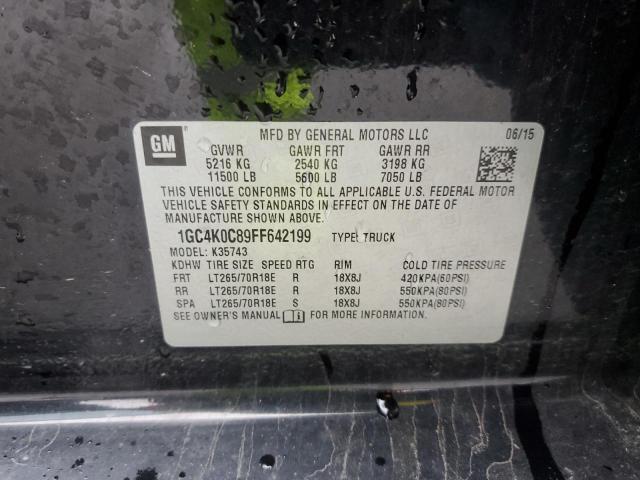 GM
MFD BY GENERAL MOTORS LLC 06/15
GVWR GAWR FRT GAWR RR
5216 KG 2540 KG 3198 KG
11500 LB 5600 LB 7050 LB
THIS VEHICLE CONFORMS TO ALL APPLICABLE U.S. FEDERAL MOTOR
VEHICLE SAFETY STANDARDS IN EFFECT ON THE DATE OF
MANUFACTURE SHOWN ABOVE.
1GC4K0C89FF642199 TYPE: TRUCK
MODEL: K35743
KDHW TIRE SIZE SPEED RTG RIM COLD TIRE PRESSURE
FRT LT265/70R18E R 18X8J 420KPA(60PSI)
RR LT265/70R18E R 18X8J 550KPA(80PSI)
SPA LT265/70R18E S 18X8J 550KPA(80PSI)
SEE OWNER'S MANUAL FOR MORE INFORMATION.